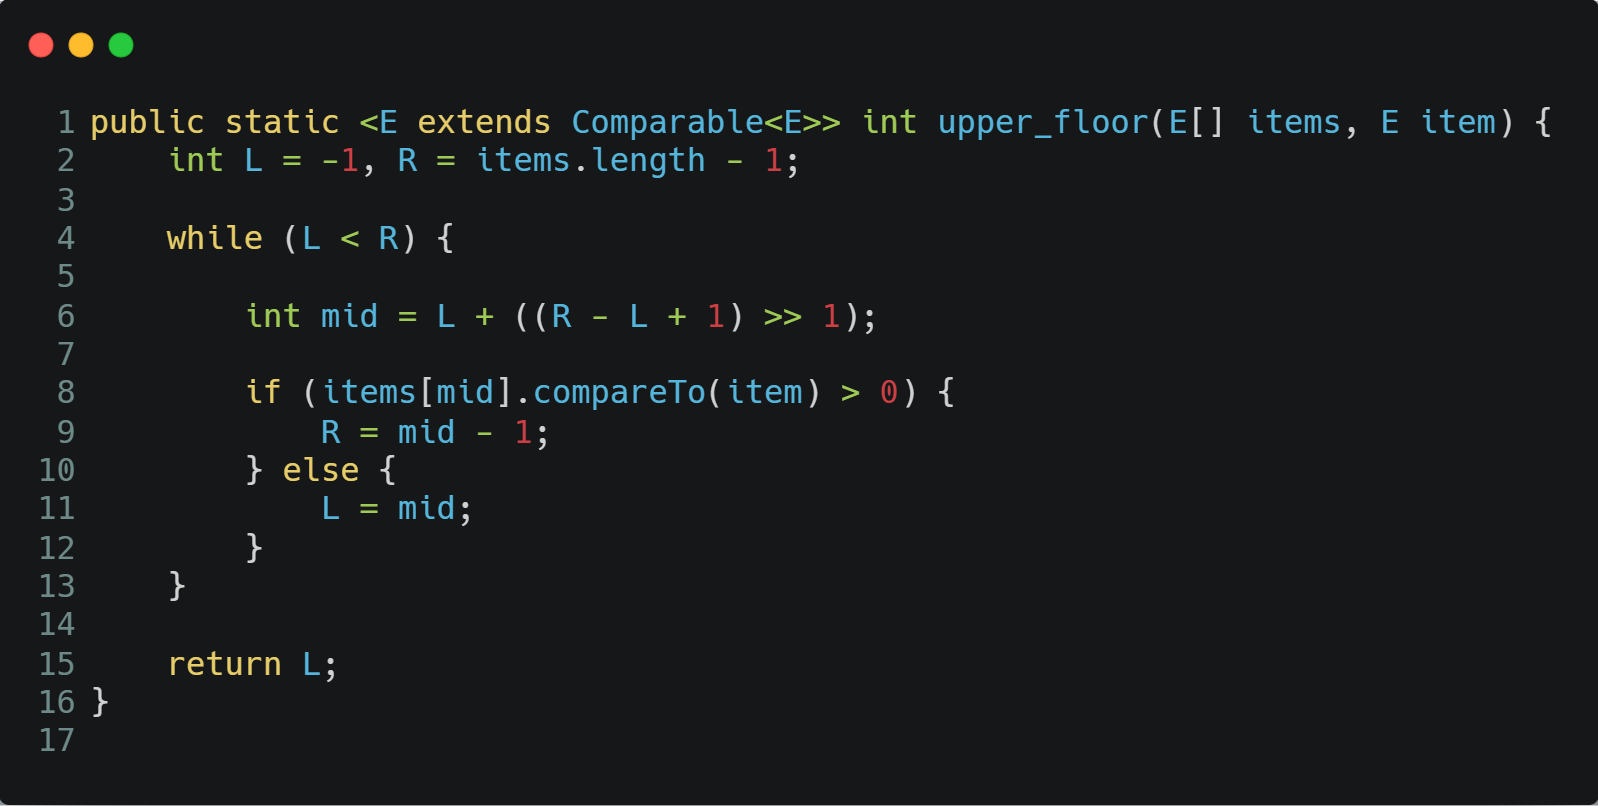 1 public static <E extends Comparable<E>> int upper_floor(E[] items, E item) {
2     int L = -1, R = items.length - 1;
3
4     while (L < R) {
5
6         int mid = L + ((R - L + 1) >> 1);
7
8         if (items[mid].compareTo(item) > 0) {
9             R = mid - 1;
10         } else {
11             L = mid;
12         }
13     }
14
15     return L;
16 }
17